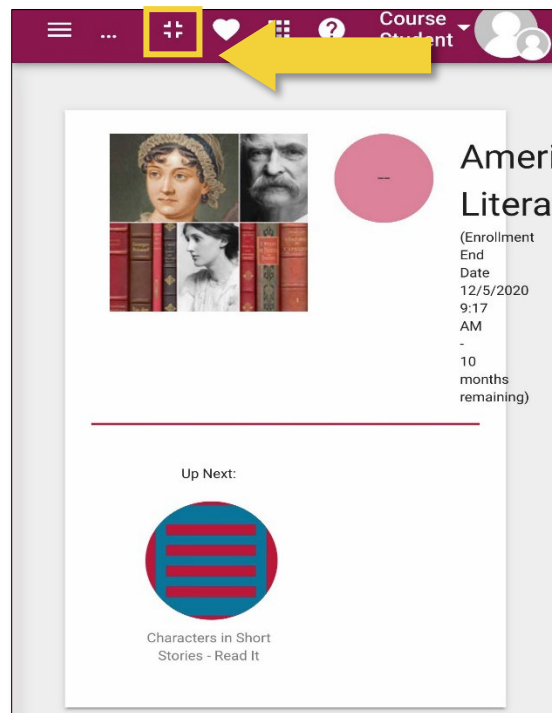 ...
Course
Student
--
Ameri
Litera
(Enrollment
End
Date
12/5/2020
9:17
AM
-
10
months
remaining)
Up Next:
Characters in Short
Stories - Read It